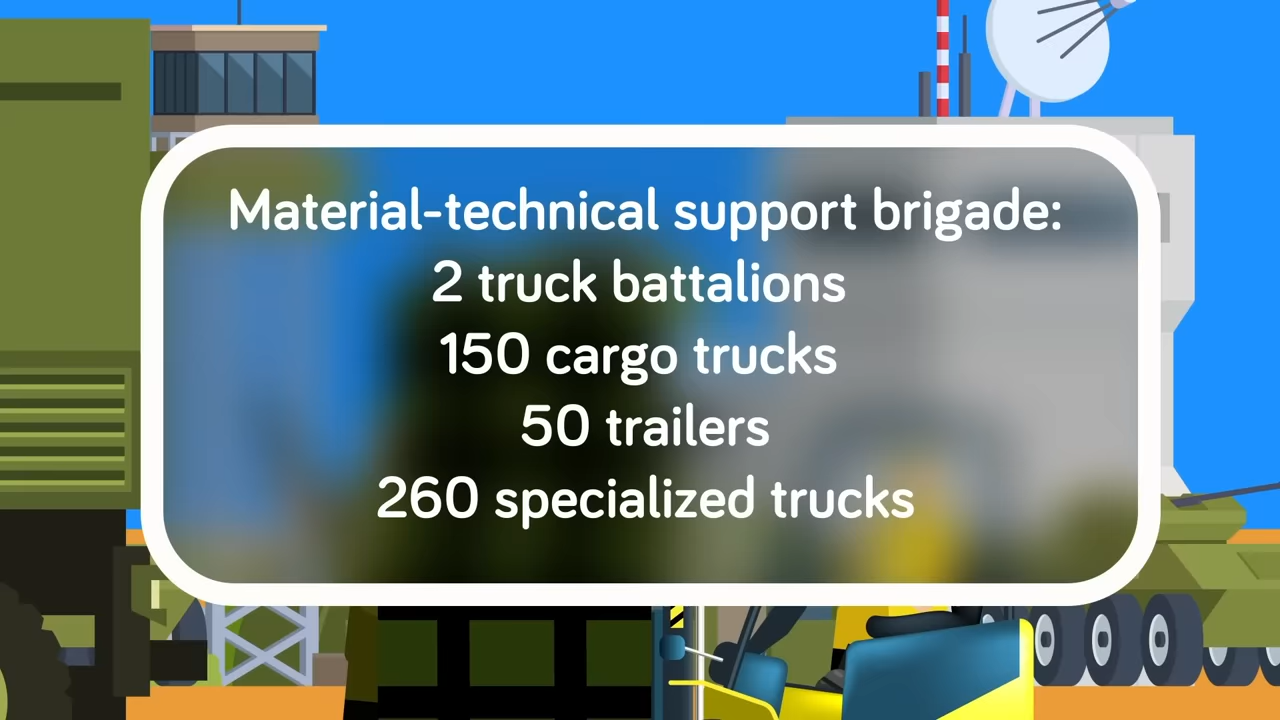 Material-technical support brigade:
2 truck battalions
150 cargo trucks
50 trailers
260 specialized trucks